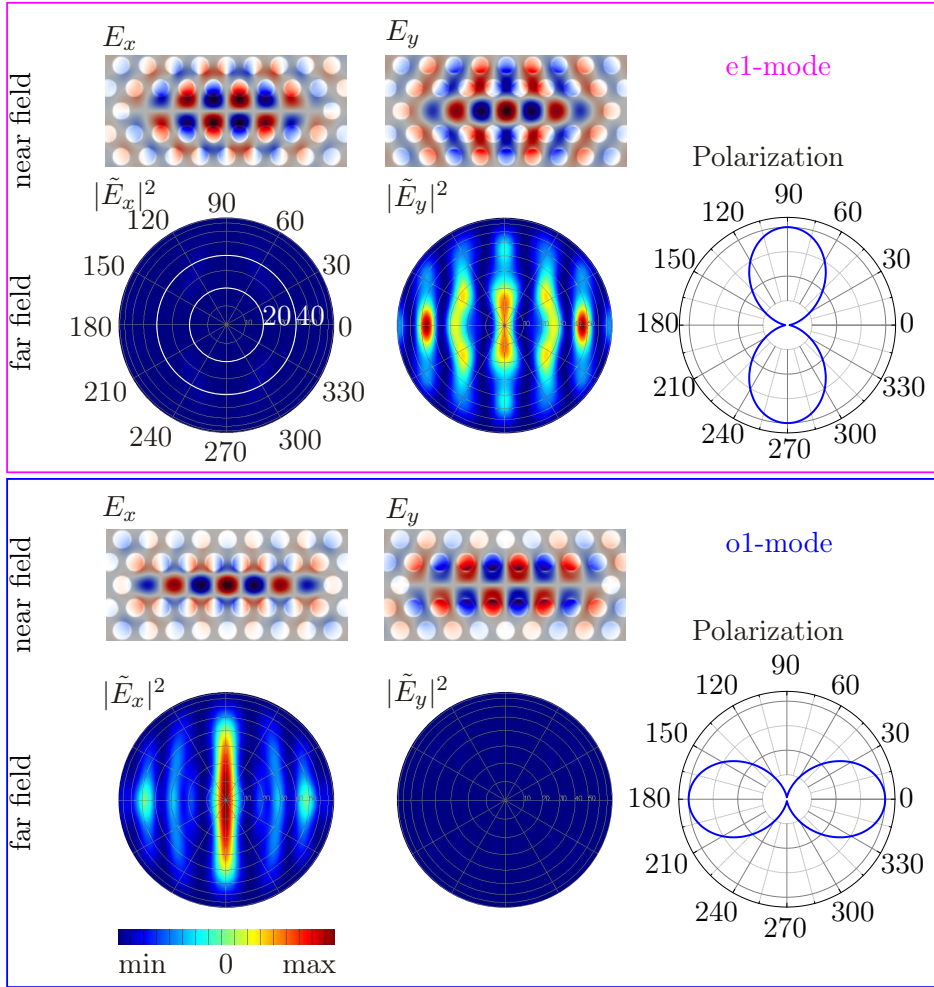 near field
E_x
E_y
e1-mode
far field
|Ẽ_x|²
90
120
60
150
30
180
20
40
0
210
330
240
300
270
|Ẽ_y|²
Polarization
90
120
60
150
30
180
0
210
330
240
300
270
near field
E_x
E_y
o1-mode
far field
|Ẽ_x|²
|Ẽ_y|²
Polarization
90
120
60
150
30
180
0
210
330
240
300
270
min
0
max